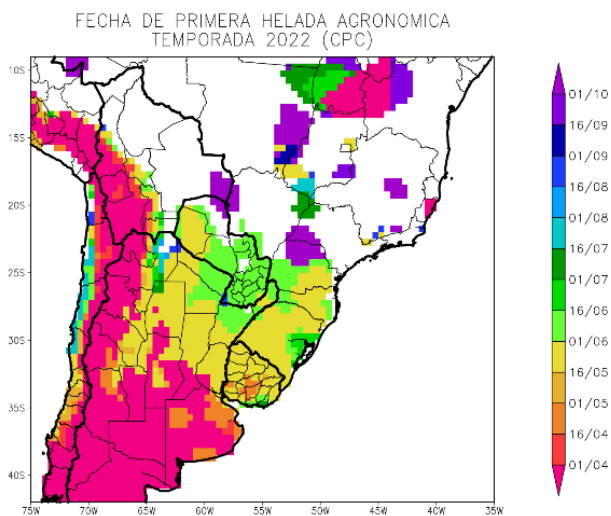 FECHA DE PRIMERA HELADA AGRONOMICA
TEMPORADA 2022 (CPC)
10S
15S
20S
25S
30S
35S
40S
75W 70W 65W 60W 55W 50W 45W 40W 35W
01/10
16/09
01/09
16/08
01/08
16/07
01/07
16/06
01/06
16/05
01/05
16/04
01/04